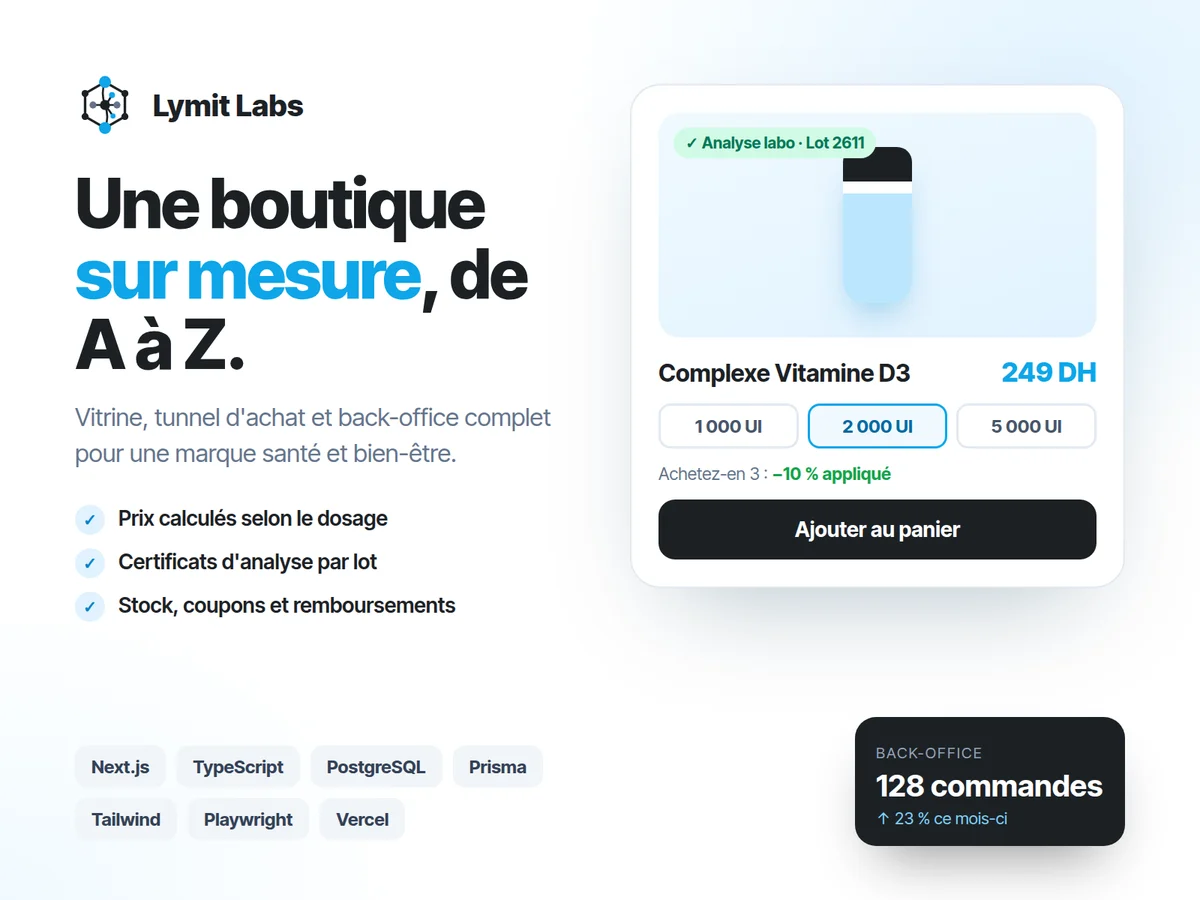 Lymit Labs
Une boutique
sur mesure, de
A à Z.
Vitrine, tunnel d'achat et back-office complet
pour une marque santé et bien-être.
✓ Prix calculés selon le dosage
✓ Certificats d'analyse par lot
✓ Stock, coupons et remboursements
Next.js TypeScript PostgreSQL Prisma
Tailwind Playwright Vercel
✓ Analyse labo · Lot 2611
Complexe Vitamine D3 249 DH
1 000 UI 2 000 UI 5 000 UI
Achetez-en 3 : −10 % appliqué
Ajouter au panier
BACK-OFFICE
128 commandes
↑ 23 % ce mois-ci